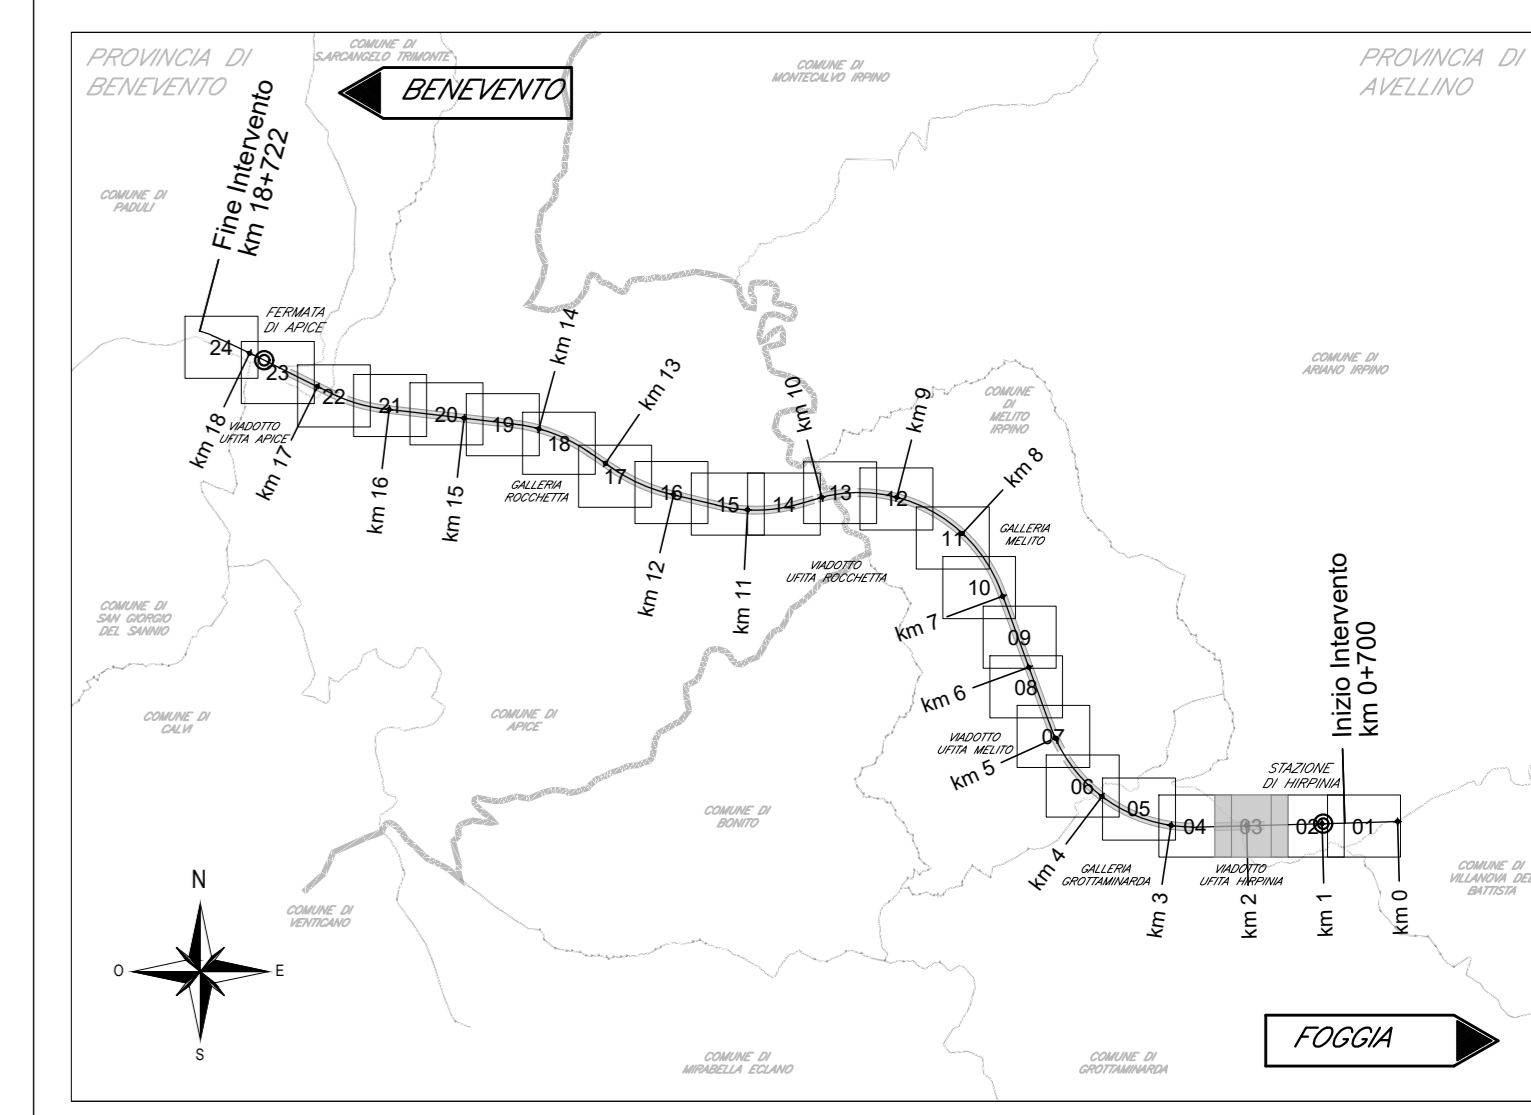 PROVINCIA DI
BENEVENTO
COMUNE DI
S.ARCANGELO TRIMONTE
BENEVENTO
COMUNE DI
MONTECALVO IRPINO
PROVINCIA DI
AVELLINO
Fine Intervento
km 18+722
COMUNE DI
PADULI
FERMATA
DI APICE
24
23
22
21
20
19
18
17
16
15
14
13
12
11
10
09
08
07
06
05
04
03
02
01
km 18
km 17
km 16
km 15
km 14
km 13
km 12
km 11
km 10
km 9
km 8
km 7
km 6
km 5
km 4
km 3
km 2
km 1
km 0
VIADOTTO
UFITA APICE
GALLERIA
ROCCHETTA
VIADOTTO
UFITA ROCCHETTA
GALLERIA
MELITO
COMUNE
DI
MELITO
IRPINO
COMUNE DI
ARIANO IRPINO
Inizio Intervento
km 0+700
VIADOTTO
UFITA MELITO
STAZIONE
DI HIRPINIA
GALLERIA
GROTTAMINARDA
VIADOTTO
UFITA HIRPINIA
COMUNE DI
VILLANOVA DEL
BATTISTA
COMUNE DI
SAN GIORGIO
DEL SANNIO
COMUNE DI
CALVI
COMUNE DI
APICE
COMUNE DI
BONITO
COMUNE DI
VENTICANO
N
O
E
S
COMUNE DI
MIRABELLA ECLANO
COMUNE DI
GROTTAMINARDA
FOGGIA